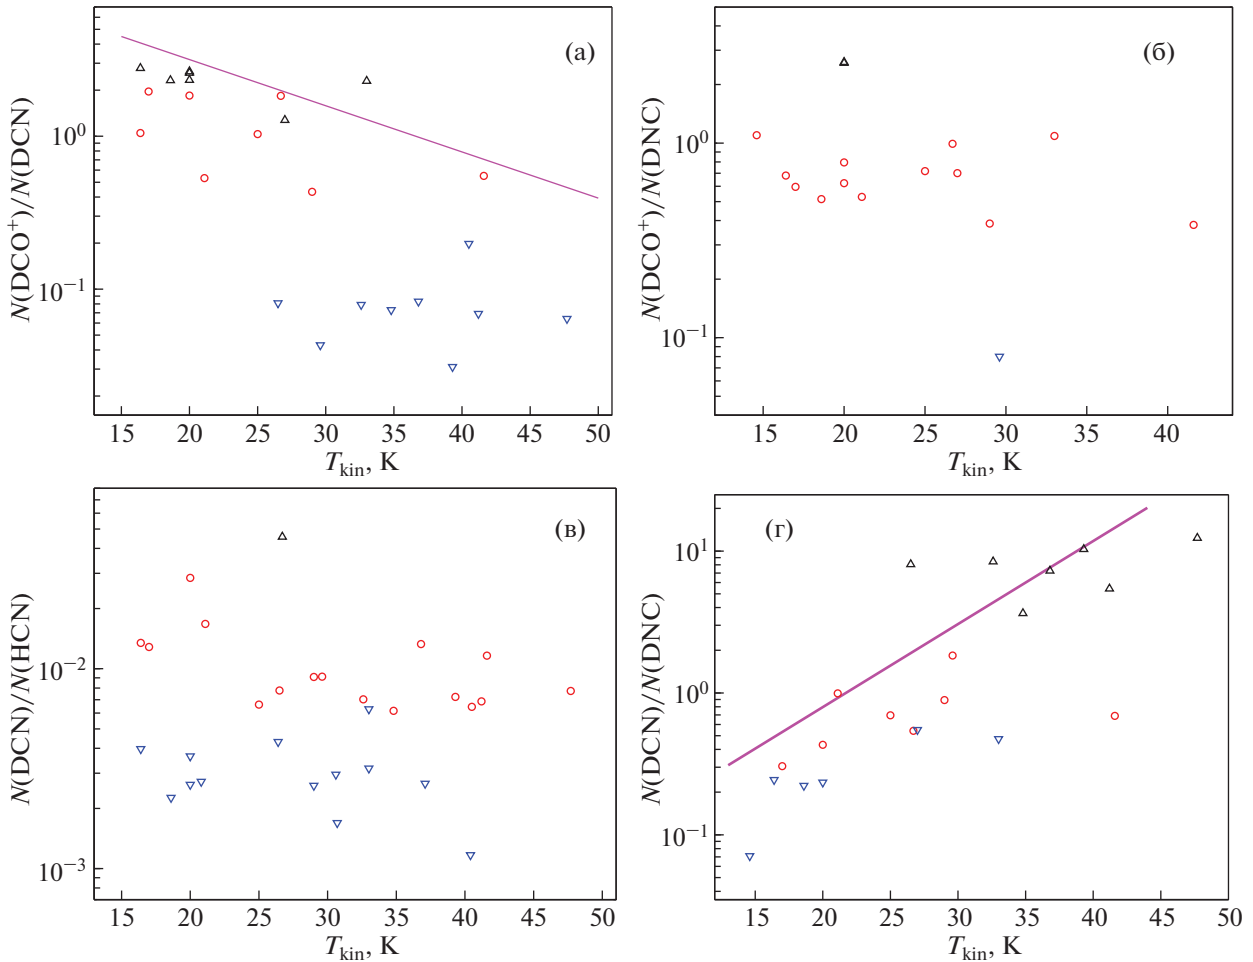 (а)
N(DCO⁺)/N(DCN)
10⁰
10⁻¹
15 20 25 30 35 40 45 50
T_kin, K
(б)
N(DCO⁺)/N(DNC)
10⁰
10⁻¹
15 20 25 30 35 40
T_kin, K
(в)
N(DCN)/N(HCN)
10⁻²
10⁻³
15 20 25 30 35 40 45 50
T_kin, K
(г)
N(DCN)/N(DNC)
10¹
10⁰
10⁻¹
15 20 25 30 35 40 45 50
T_kin, K